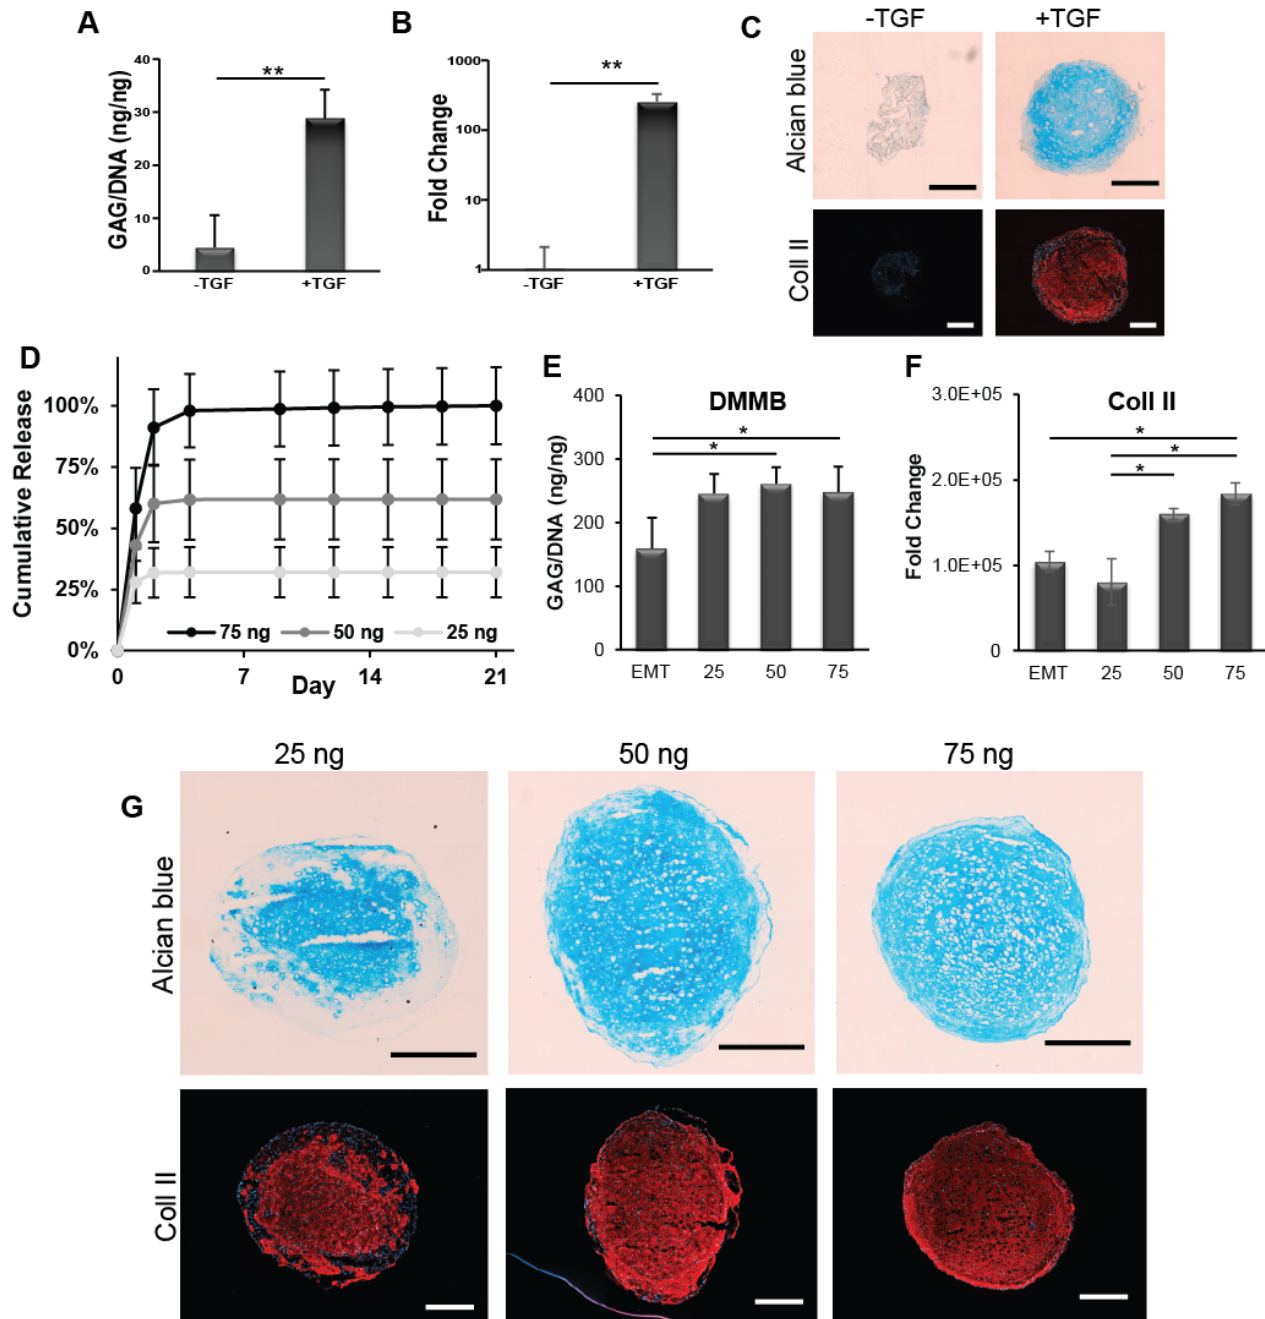 A
GAG/DNA (ng/ng)
40
30
20
10
0
**
-TGF
+TGF
B
Fold Change
1000
100
10
1
**
-TGF
+TGF
C
-TGF
+TGF
Alcian blue
Coll II
D
Cumulative Release
100%
75%
50%
25%
0%
75 ng
50 ng
25 ng
0
7
14
21
Day
E
DMMB
GAG/DNA (ng/ng)
400
300
200
100
0
*
*
EMT
25
50
75
F
Coll II
Fold Change
3.0E+05
2.0E+05
1.0E+05
0
*
*
*
EMT
25
50
75
G
25 ng
50 ng
75 ng
Alcian blue
Coll II